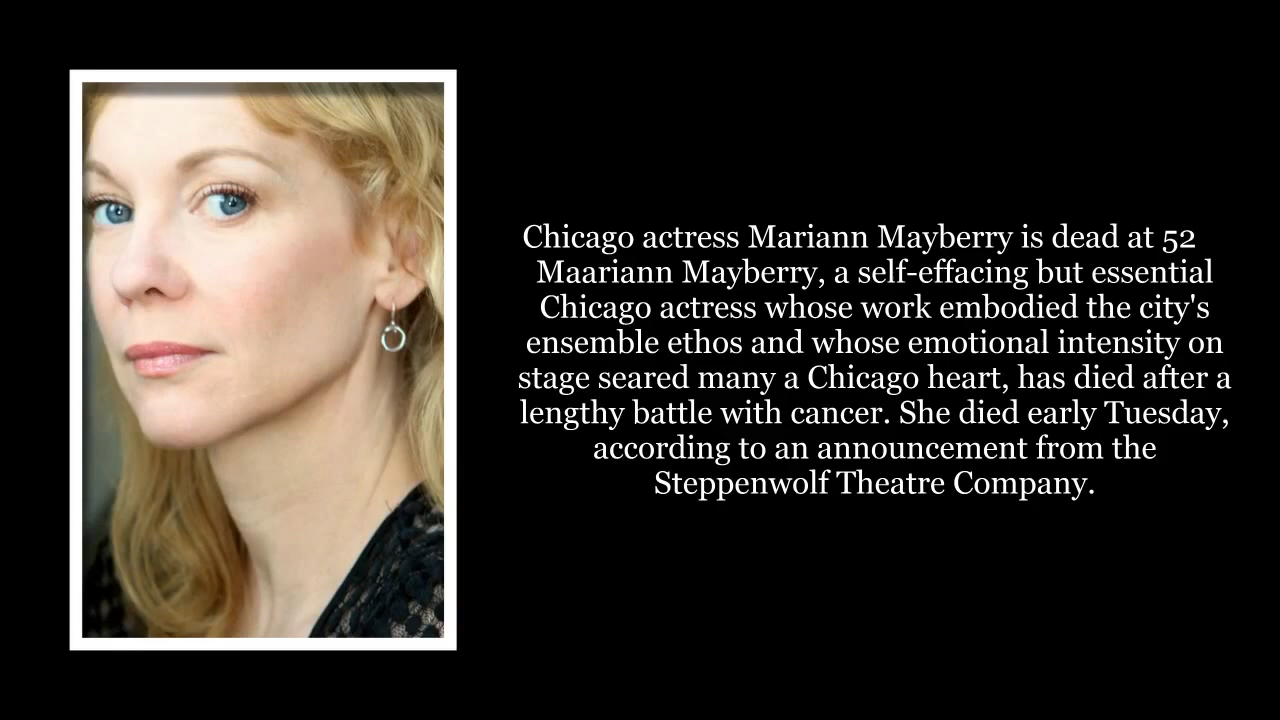 Chicago actress Mariann Mayberry is dead at 52
Maariann Mayberry, a self-effacing but essential
Chicago actress whose work embodied the city's
ensemble ethos and whose emotional intensity on
stage seared many a Chicago heart, has died after a
lengthy battle with cancer. She died early Tuesday,
according to an announcement from the
Steppenwolf Theatre Company.